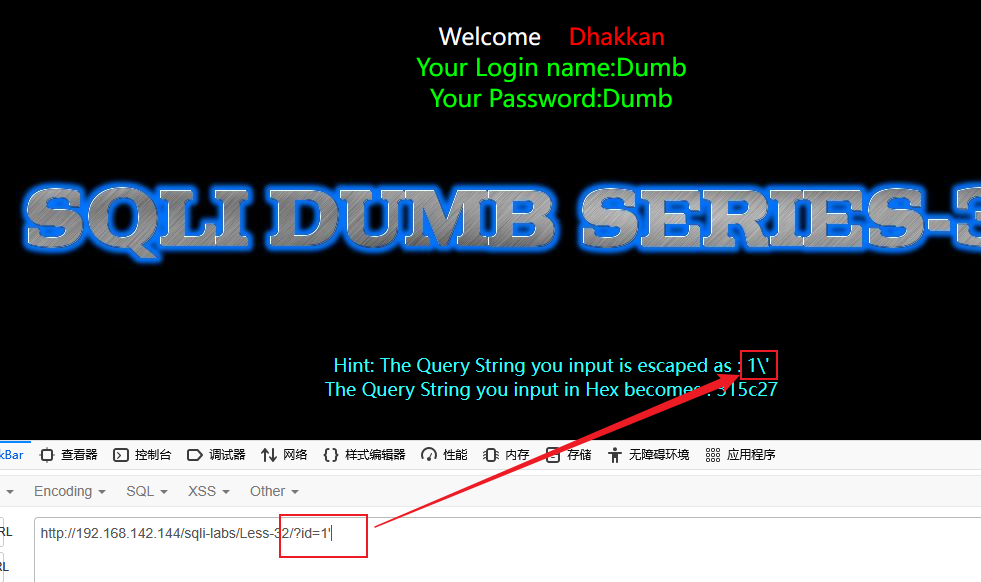 Welcome Dhakkan
Your Login name:Dumb
Your Password:Dumb
SQLI DUMB SERIES-3
Hint: The Query String you input is escaped as : 1\'
The Query String you input in Hex becomes : 315c27
kBar 查看器 控制台 调试器 网络 样式编辑器 性能 内存 存储 无障碍环境 应用程序
Encoding SQL XSS Other
RL http://192.168.142.144/sqli-labs/Less-32/?id=1'
RL